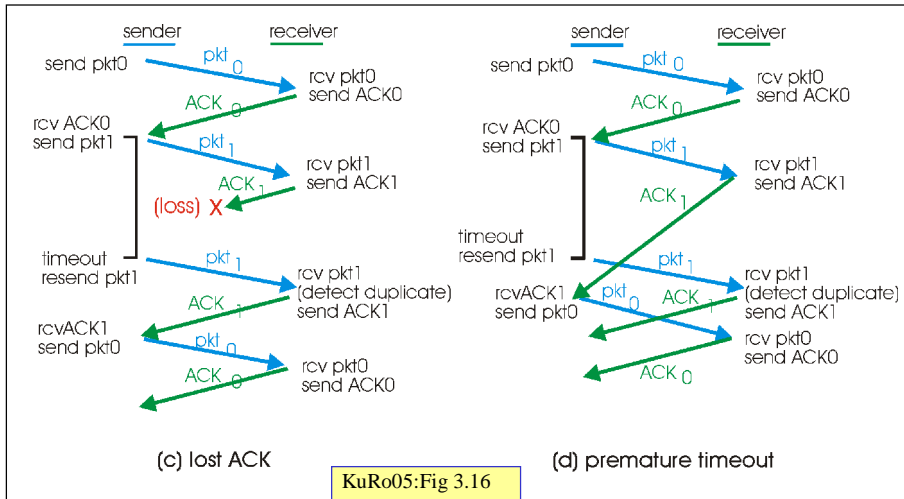 sender
receiver
send pkt0
pkt 0
rcv pkt0
send ACK0
ACK 0
rcv ACK0
send pkt1
pkt 1
rcv pkt1
send ACK1
ACK 1
(loss) X
timeout
resend pkt1
pkt 1
rcv pkt1
(detect duplicate)
send ACK1
ACK 1
rcvACK1
send pkt0
pkt 0
rcv pkt0
send ACK0
ACK 0
(c) lost ACK
sender
receiver
send pkt0
pkt 0
rcv pkt0
send ACK0
ACK 0
rcv ACK0
send pkt1
pkt 1
rcv pkt1
send ACK1
ACK 1
timeout
resend pkt1
pkt 1
rcv pkt1
(detect duplicate)
send ACK1
rcvACK1
send pkt0
pkt 0
ACK 1
rcv pkt0
send ACK0
ACK 0
(d) premature timeout
KuRo05:Fig 3.16